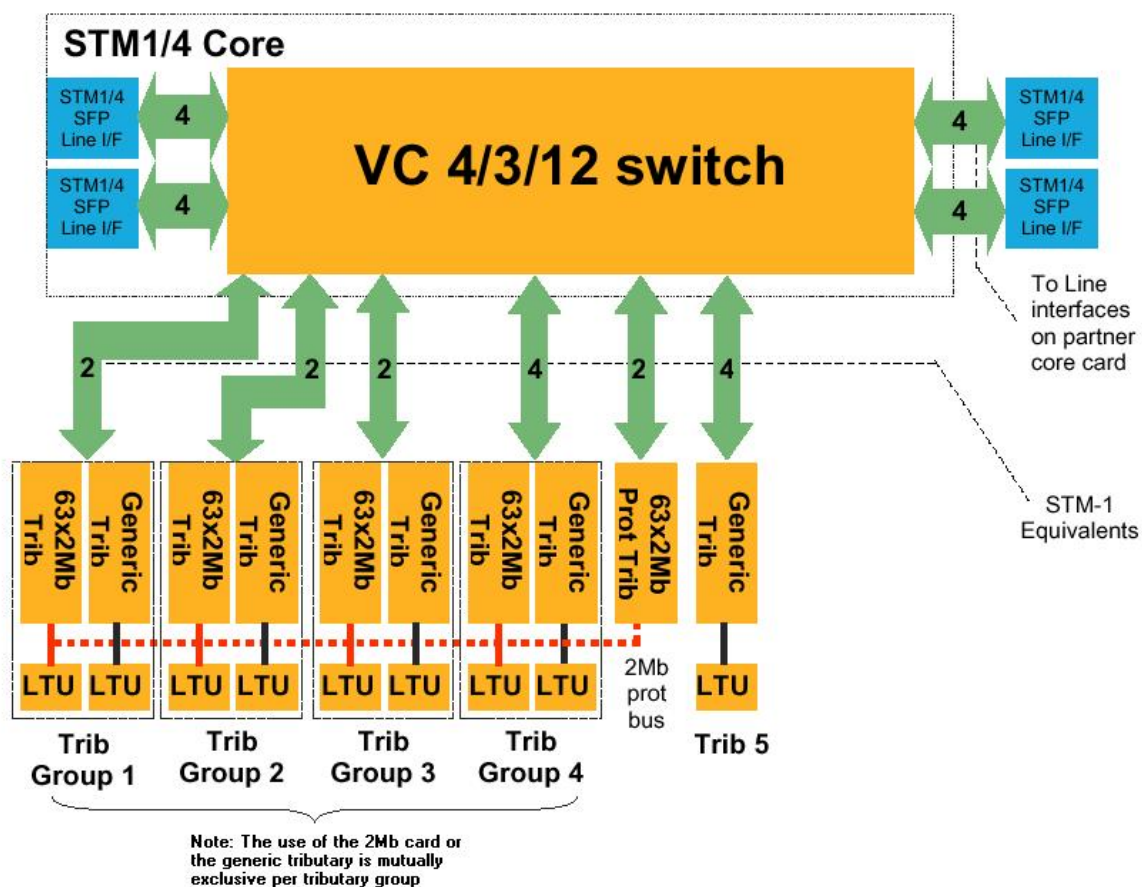 STM1/4 Core
STM1/4
SFP
Line I/F
4
VC 4/3/12 switch
4
STM1/4
SFP
Line I/F
STM1/4
SFP
Line I/F
4
4
STM1/4
SFP
Line I/F
To Line
interfaces
on partner
core card
2
2
2
4
2
4
STM-1
Equivalents
63x2Mb
Trib
Generic
Trib
63x2Mb
Trib
Generic
Trib
63x2Mb
Trib
Generic
Trib
63x2Mb
Trib
Generic
Trib
63x2Mb
Prot Trib
Generic
Trib
LTU
LTU
LTU
LTU
LTU
LTU
LTU
LTU
2Mb
prot
bus
LTU
Trib
Group 1
Trib
Group 2
Trib
Group 3
Trib
Group 4
Trib 5
Note: The use of the 2Mb card or
the generic tributary is mutually
exclusive per tributary group